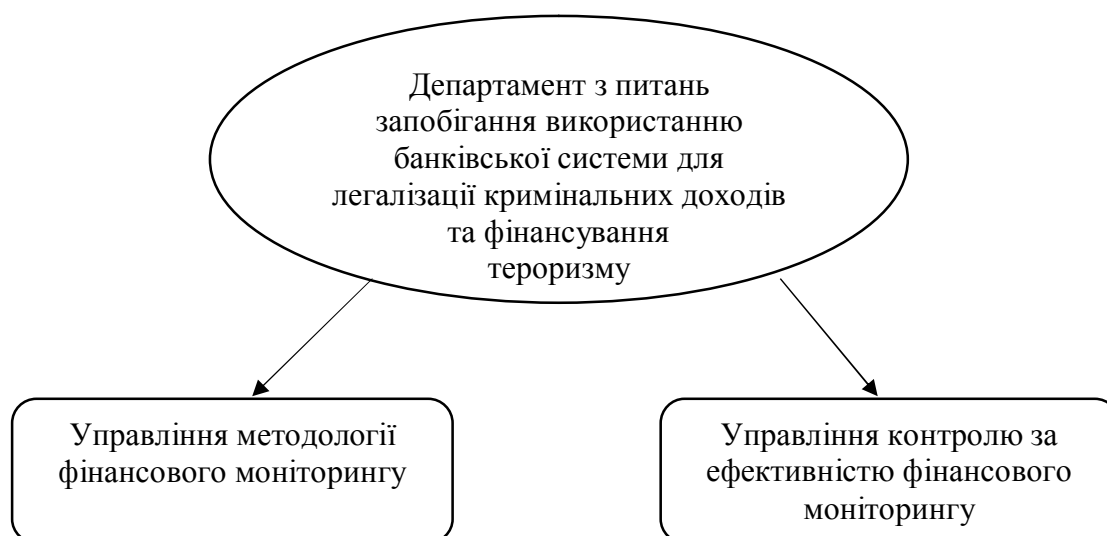 Департамент з питань
запобігання використанню
банківської системи для
легалізації кримінальних доходів
та фінансування
тероризму
Управління методології
фінансового моніторингу
Управління контролю за
ефективністю фінансового
моніторингу